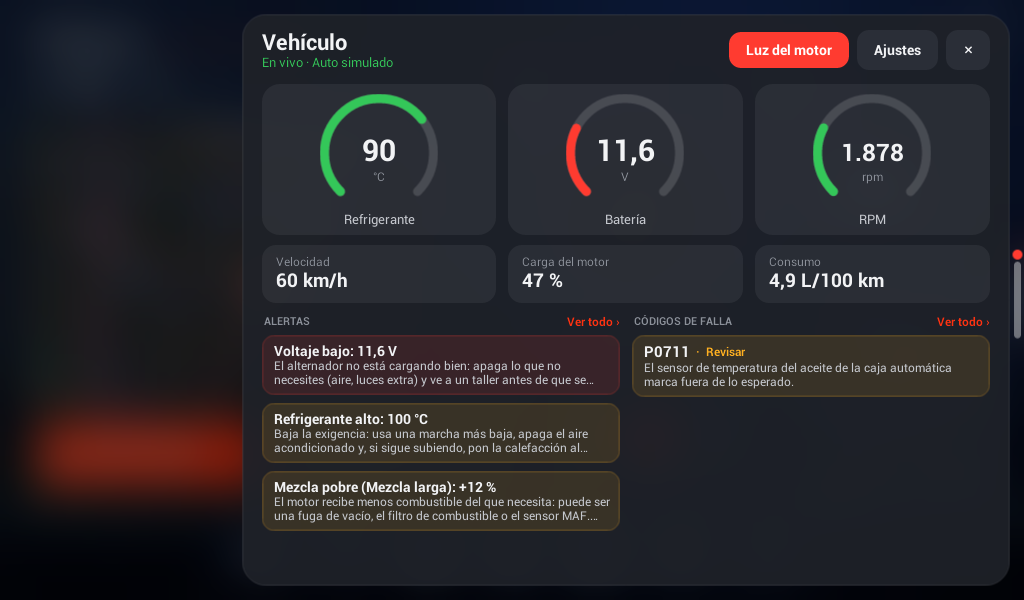 Vehículo
En vivo · Auto simulado
Luz del motor
Ajustes
×
90
°C
Refrigerante
11,6
V
Batería
1.878
rpm
RPM
Velocidad
60 km/h
Carga del motor
47 %
Consumo
4,9 L/100 km
ALERTAS
Ver todo ›
Voltaje bajo: 11,6 V
El alternador no está cargando bien: apaga lo que no
necesites (aire, luces extra) y ve a un taller antes de que se…
Refrigerante alto: 100 °C
Baja la exigencia: usa una marcha más baja, apaga el aire
acondicionado y, si sigue subiendo, pon la calefacción al…
Mezcla pobre (Mezcla larga): +12 %
El motor recibe menos combustible del que necesita: puede ser
una fuga de vacío, el filtro de combustible o el sensor MAF.…
CÓDIGOS DE FALLA
Ver todo ›
P0711 · Revisar
El sensor de temperatura del aceite de la caja automática
marca fuera de lo esperado.